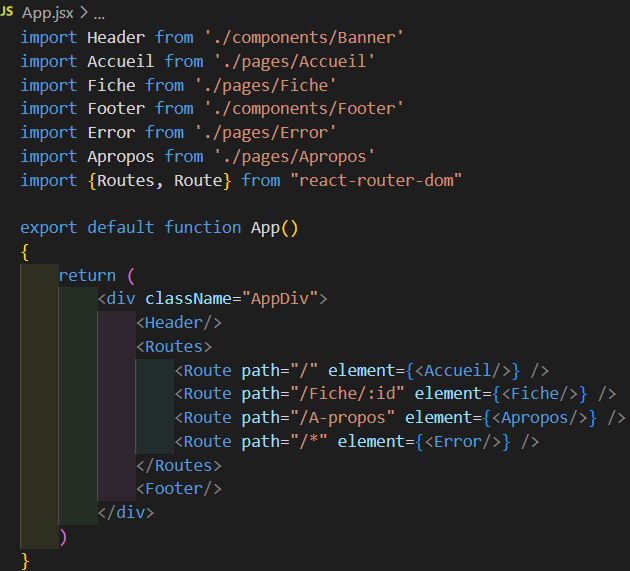 JS App.jsx > ...
import Header from './components/Banner'
import Accueil from './pages/Accueil'
import Fiche from './pages/Fiche'
import Footer from './components/Footer'
import Error from './pages/Error'
import Apropos from './pages/Apropos'
import {Routes, Route} from "react-router-dom"

export default function App()
{
    return (
        <div className="AppDiv">
            <Header/>
            <Routes>
                <Route path="/" element={<Accueil/>} />
                <Route path="/Fiche/:id" element={<Fiche/>} />
                <Route path="/A-propos" element={<Apropos/>} />
                <Route path="/*" element={<Error/>} />
            </Routes>
            <Footer/>
        </div>
    )
}